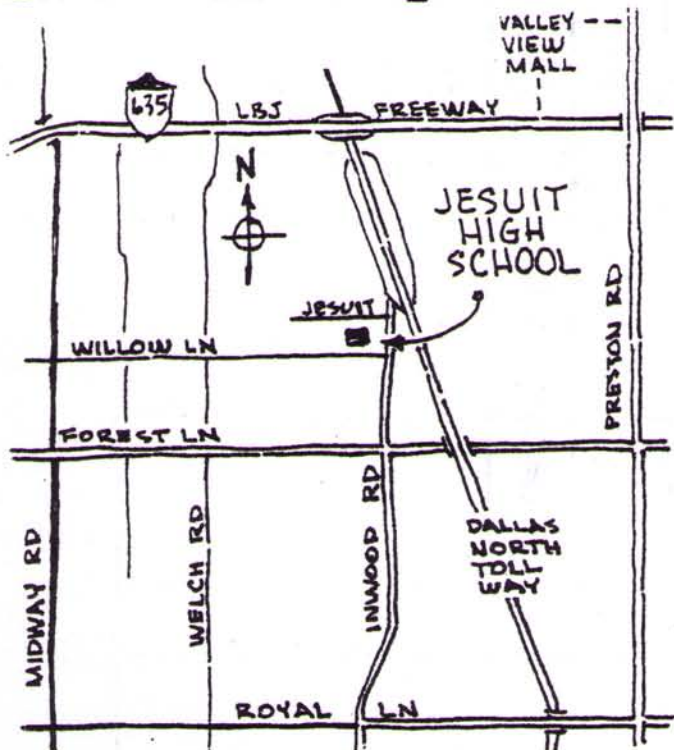 VALLEY
VIEW
MALL
635
LBJ FREEWAY
N
JESUIT
HIGH
SCHOOL
JESUIT
WILLOW LN
PRESTON RD
FOREST LN
MIDWAY RD
WELCH RD
INWOOD RD
DALLAS
NORTH
TOLL
WAY
ROYAL LN